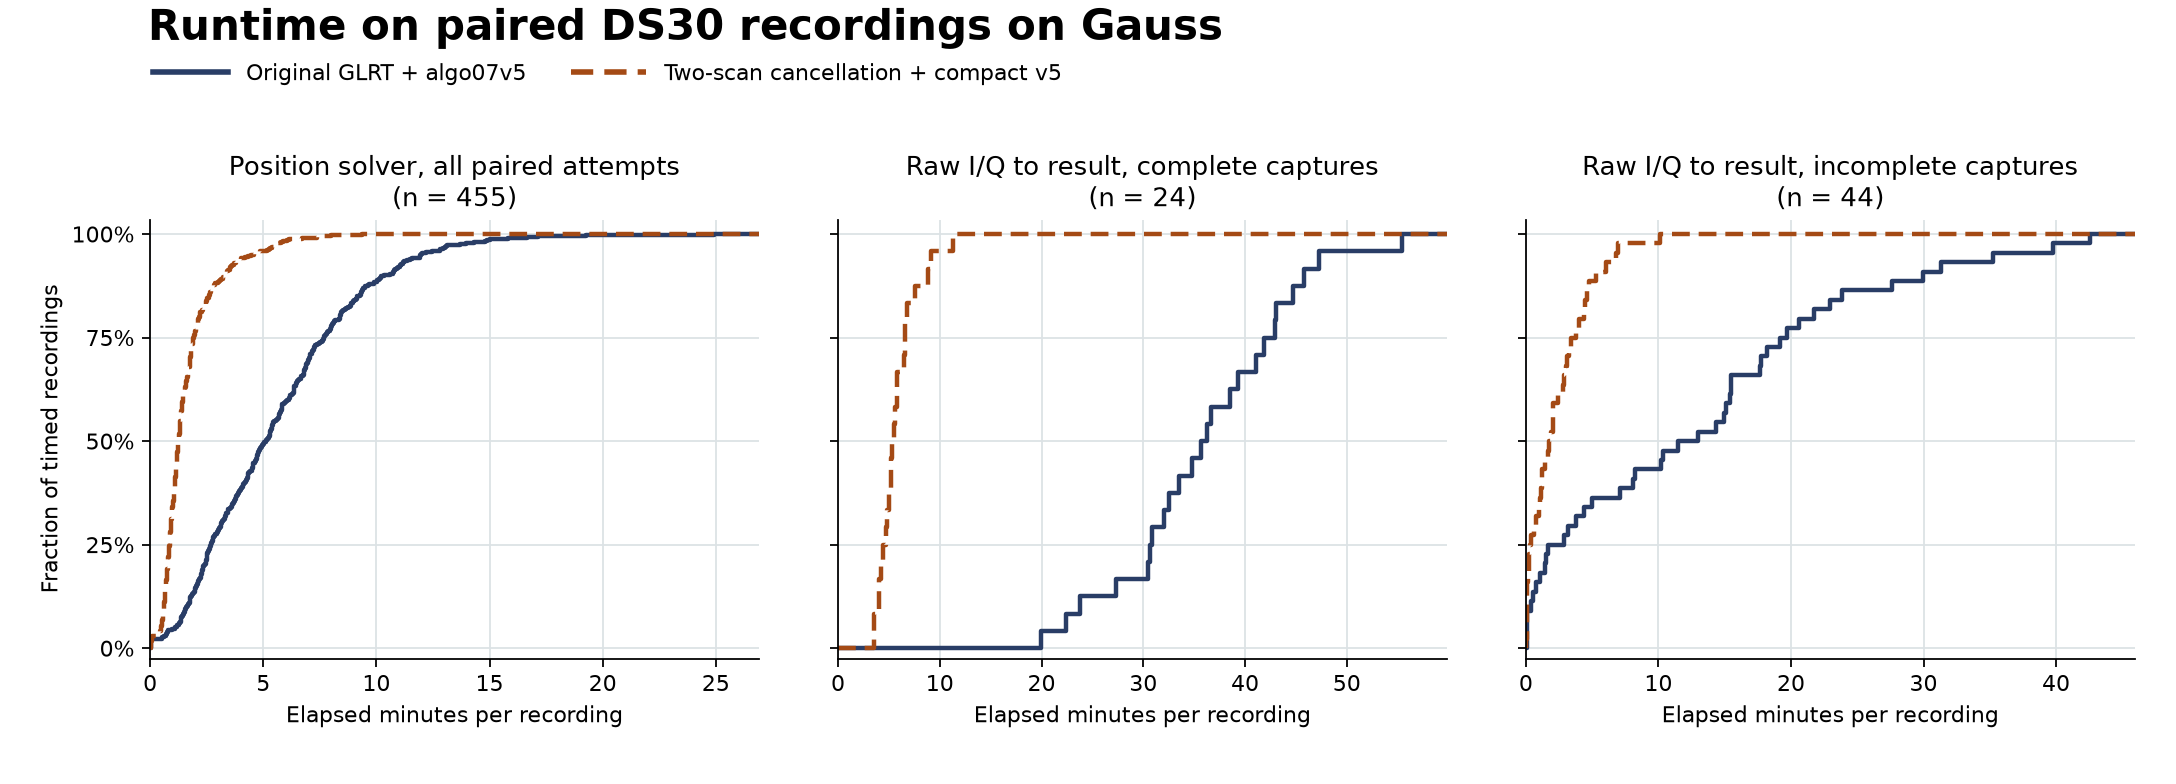 Runtime on paired DS30 recordings on Gauss
Original GLRT + algo07v5
Two-scan cancellation + compact v5
Position solver, all paired attempts
(n = 455)
Raw I/Q to result, complete captures
(n = 24)
Raw I/Q to result, incomplete captures
(n = 44)
Fraction of timed recordings
100%
75%
50%
25%
0%
0 5 10 15 20 25
Elapsed minutes per recording
0 10 20 30 40 50
Elapsed minutes per recording
0 10 20 30 40
Elapsed minutes per recording